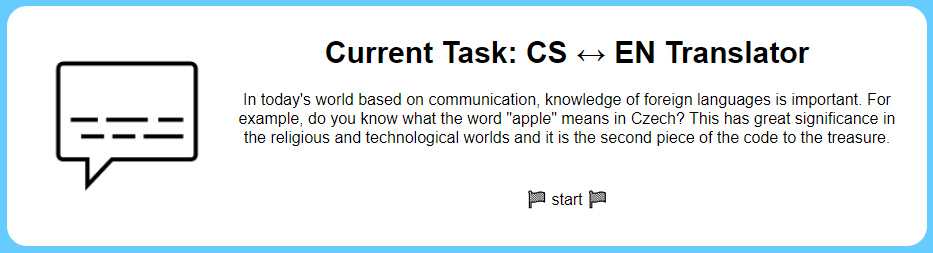 Current Task: CS ↔ EN Translator
In today's world based on communication, knowledge of foreign languages is important. For
example, do you know what the word "apple" means in Czech? This has great significance in
the religious and technological worlds and it is the second piece of the code to the treasure.
🏁 start 🏁